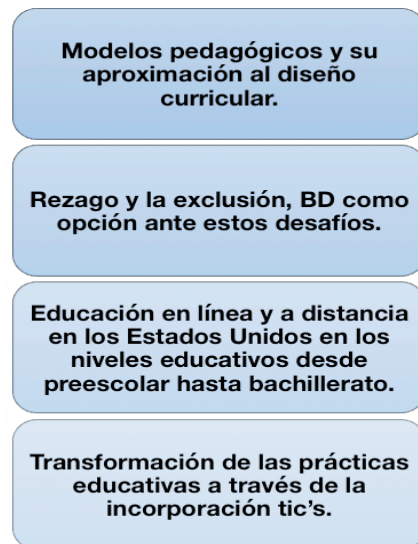 Modelos pedagógicos y su
aproximación al diseño
curricular.
Rezago y la exclusión, BD como
opción ante estos desafíos.
Educación en línea y a distancia
en los Estados Unidos en los
niveles educativos desde
preescolar hasta bachillerato.
Transformación de las prácticas
educativas a través de la
incorporación tic's.